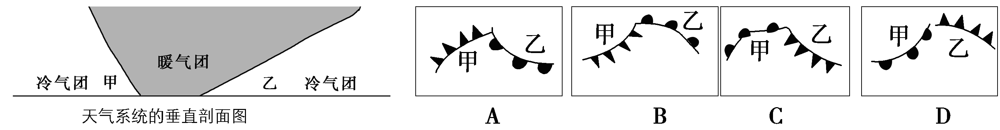 暖气团
冷气团 甲
乙 冷气团
天气系统的垂直剖面图
甲 乙
A
甲 乙
B
甲 乙
C
甲 乙
D